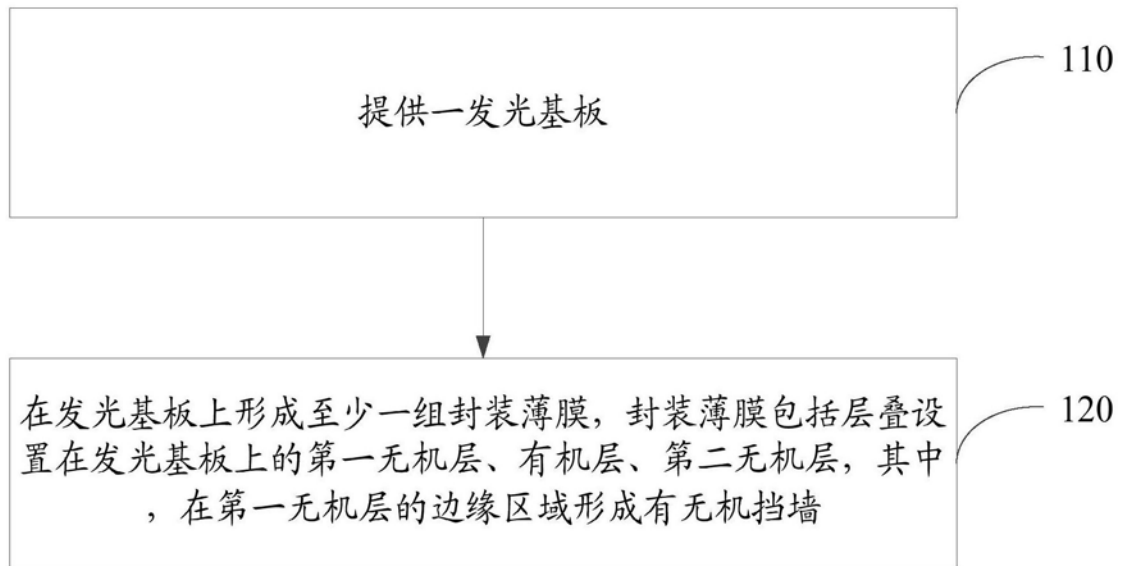 提供一发光基板
110
在发光基板上形成至少一组封装薄膜，封装薄膜包括层叠设
置在发光基板上的第一无机层、有机层、第二无机层，其中
，在第一无机层的边缘区域形成有无机挡墙
120